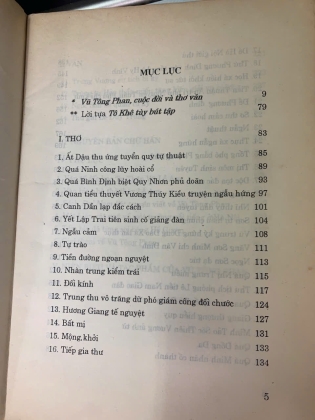 MỤC LỤC
* Vũ Tông Phan, cuộc đời và thơ văn 9
** Lời tựa Tô Khê tùy bút tập 79
I. THƠ 83
1. Ất Dậu thu ứng tuyển quy tự thuật 85
2. Quá Ninh công lũy hoài cổ 89
3. Quá Bình Định biệt Quy Nhơn phủ doãn 93
4. Quan tiểu thuyết Vương Thúy Kiều truyện ngẫu hứng 97
5. Canh Dần lạp đắc cách 101
6. Yết Lập Trai tiên sinh cố giảng đàn 104
7. Ngẫu cảm 108
8. Tự trào 111
9. Tiền đường ngoạn nguyệt 113
10. Nhàn trung kiểm trái 115
11. Đối kính 118
12. Trung thu vô trăng dữ phó giám công đối chước 124
13. Hương Giang tế nguyệt 127
14. Bất mị 131
15. Mộng khởi 133
16. Tiếp gia thư 134
5